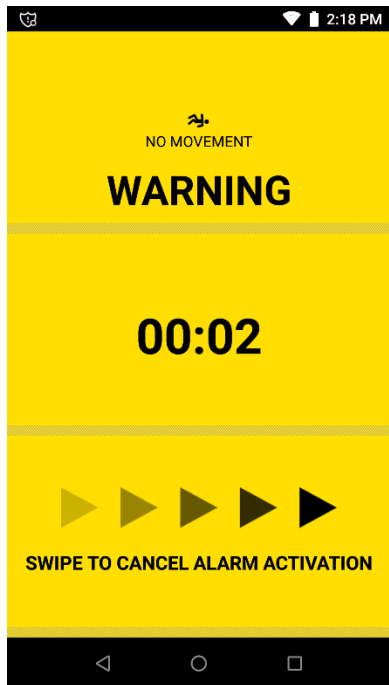 2:18 PM
NO MOVEMENT
WARNING
00:02
SWIPE TO CANCEL ALARM ACTIVATION